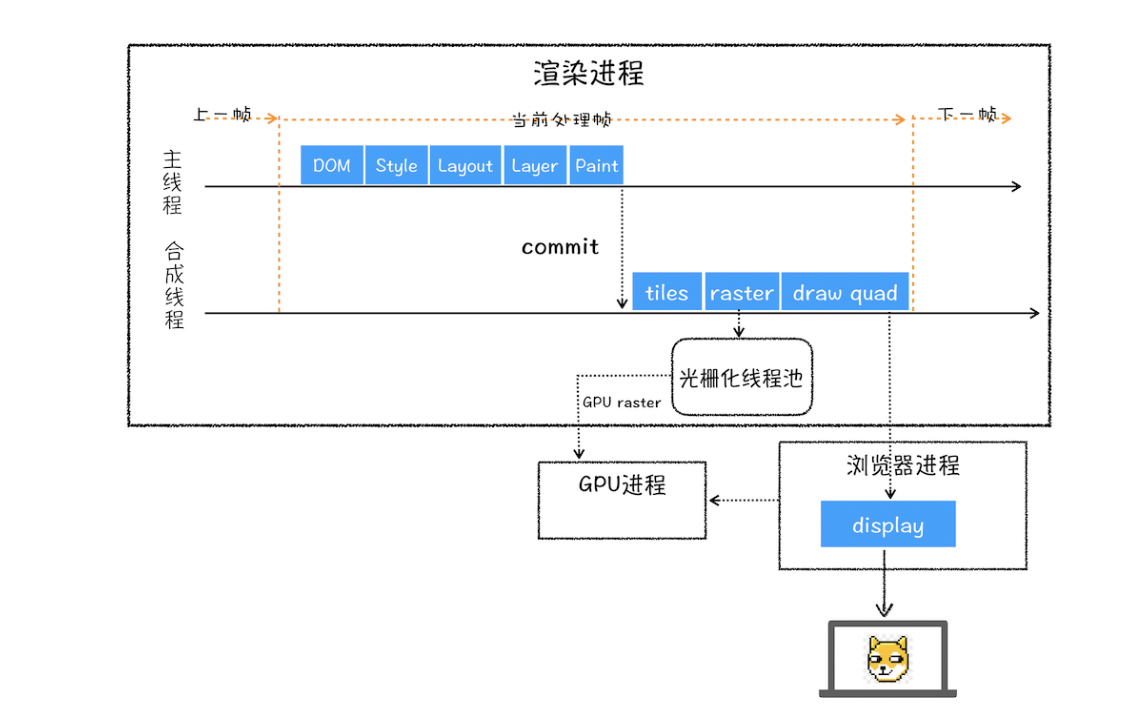 渲染进程
上一帧
当前处理帧
下一帧
主线程
DOM Style Layout Layer Paint
合成线程
commit
tiles raster draw quad
光栅化线程池
GPU raster
GPU进程
浏览器进程
display